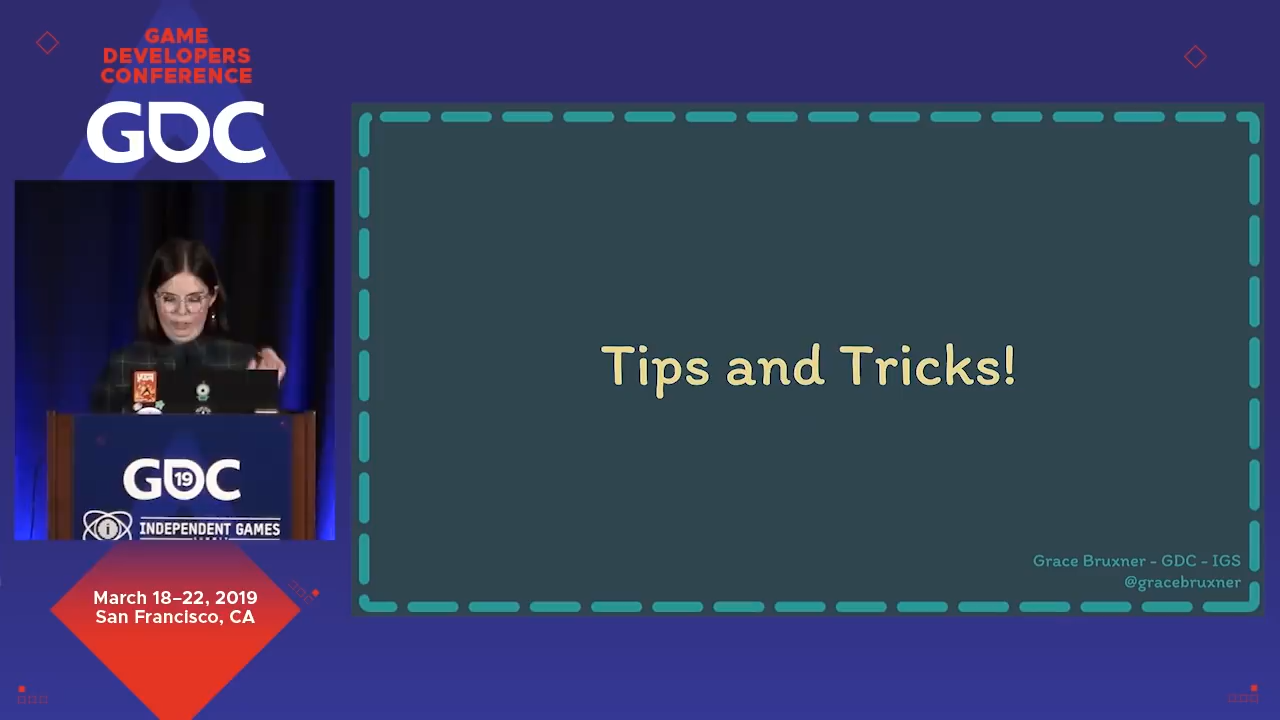 GAME
DEVELOPERS
CONFERENCE
GDC
Tips and Tricks!
Grace Bruxner - GDC - IGS
@gracebruxner
GDC
19
INDEPENDENT GAMES
March 18–22, 2019
San Francisco, CA